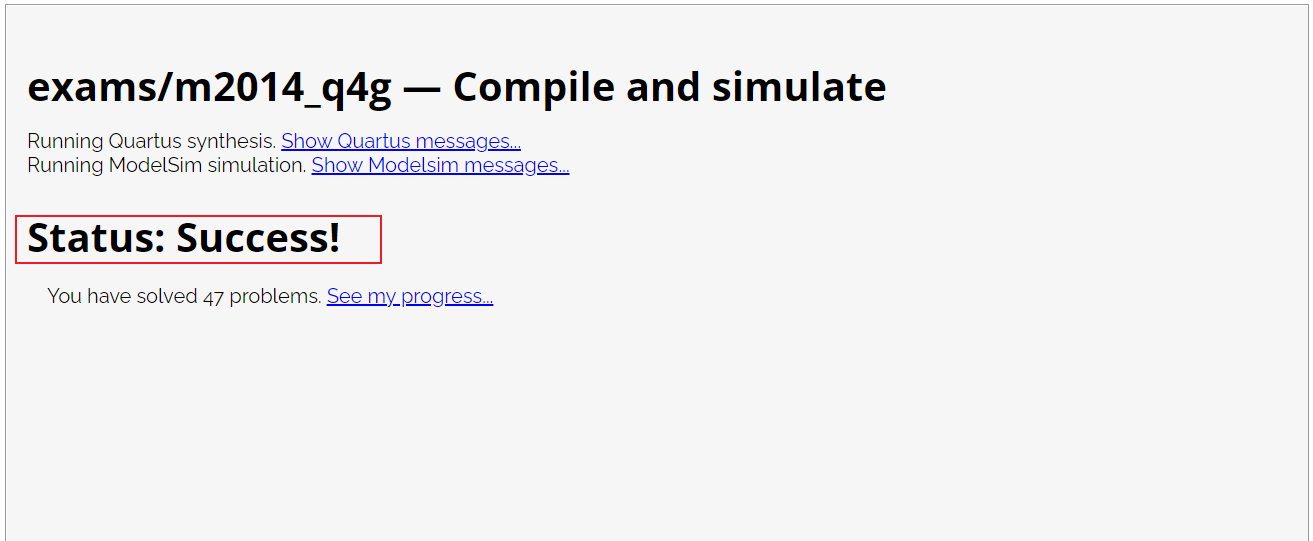 exams/m2014_q4g — Compile and simulate
Running Quartus synthesis. Show Quartus messages...
Running ModelSim simulation. Show Modelsim messages...
Status: Success!
You have solved 47 problems. See my progress...